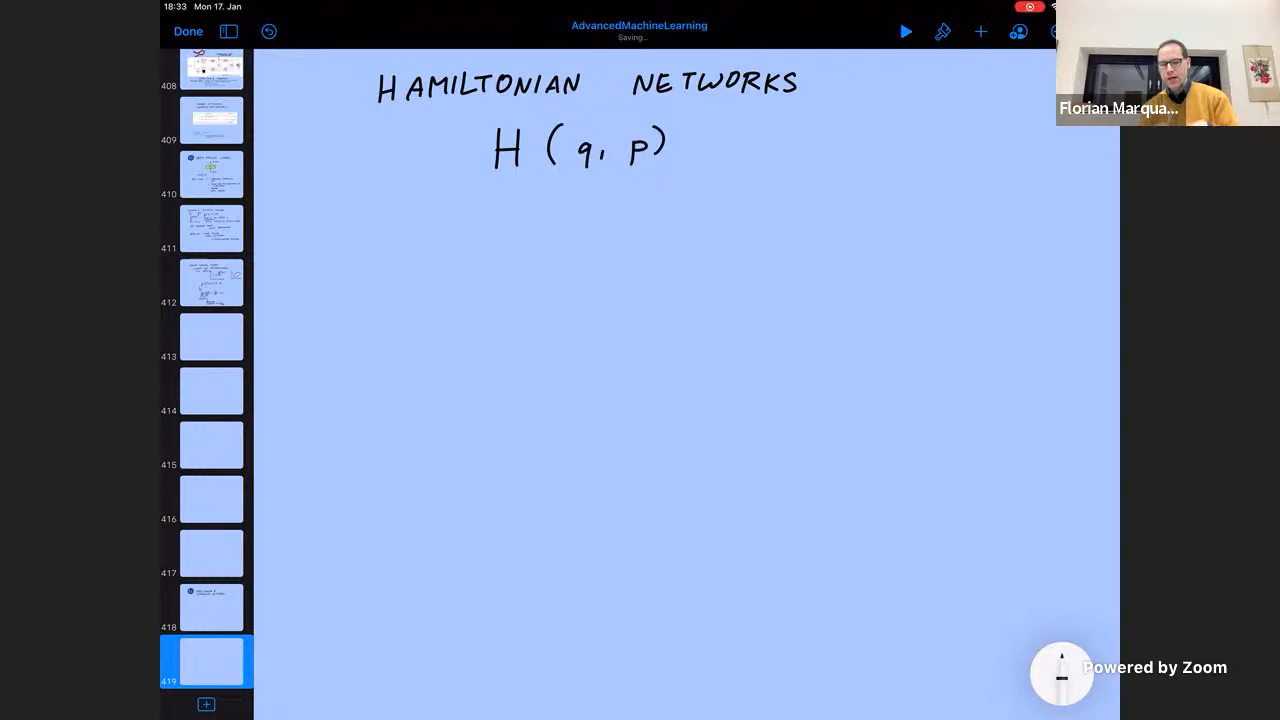 18:33 Mon 17. Jan
Done
AdvancedMachineLearning
Saving...
HAMILTONIAN NETWORKS
H ( q, p )
Florian Marqua...
408
409
410
411
412
413
414
415
416
417
418
419
Powered by Zoom